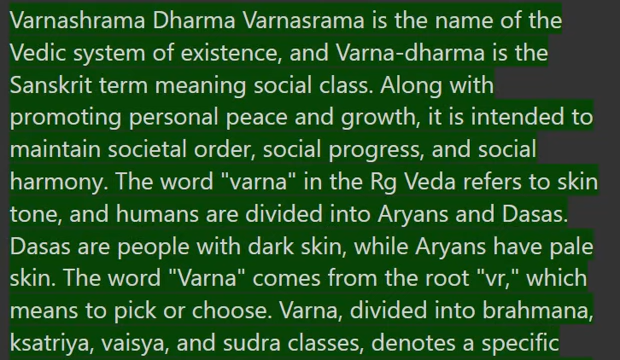 Varnashrama Dharma Varnasrama is the name of the
Vedic system of existence, and Varna-dharma is the
Sanskrit term meaning social class. Along with
promoting personal peace and growth, it is intended to
maintain societal order, social progress, and social
harmony. The word "varna" in the Rg Veda refers to skin
tone, and humans are divided into Aryans and Dasas.
Dasas are people with dark skin, while Aryans have pale
skin. The word "Varna" comes from the root "vr," which
means to pick or choose. Varna, divided into brahmana,
ksatriya, vaisya, and sudra classes, denotes a specific